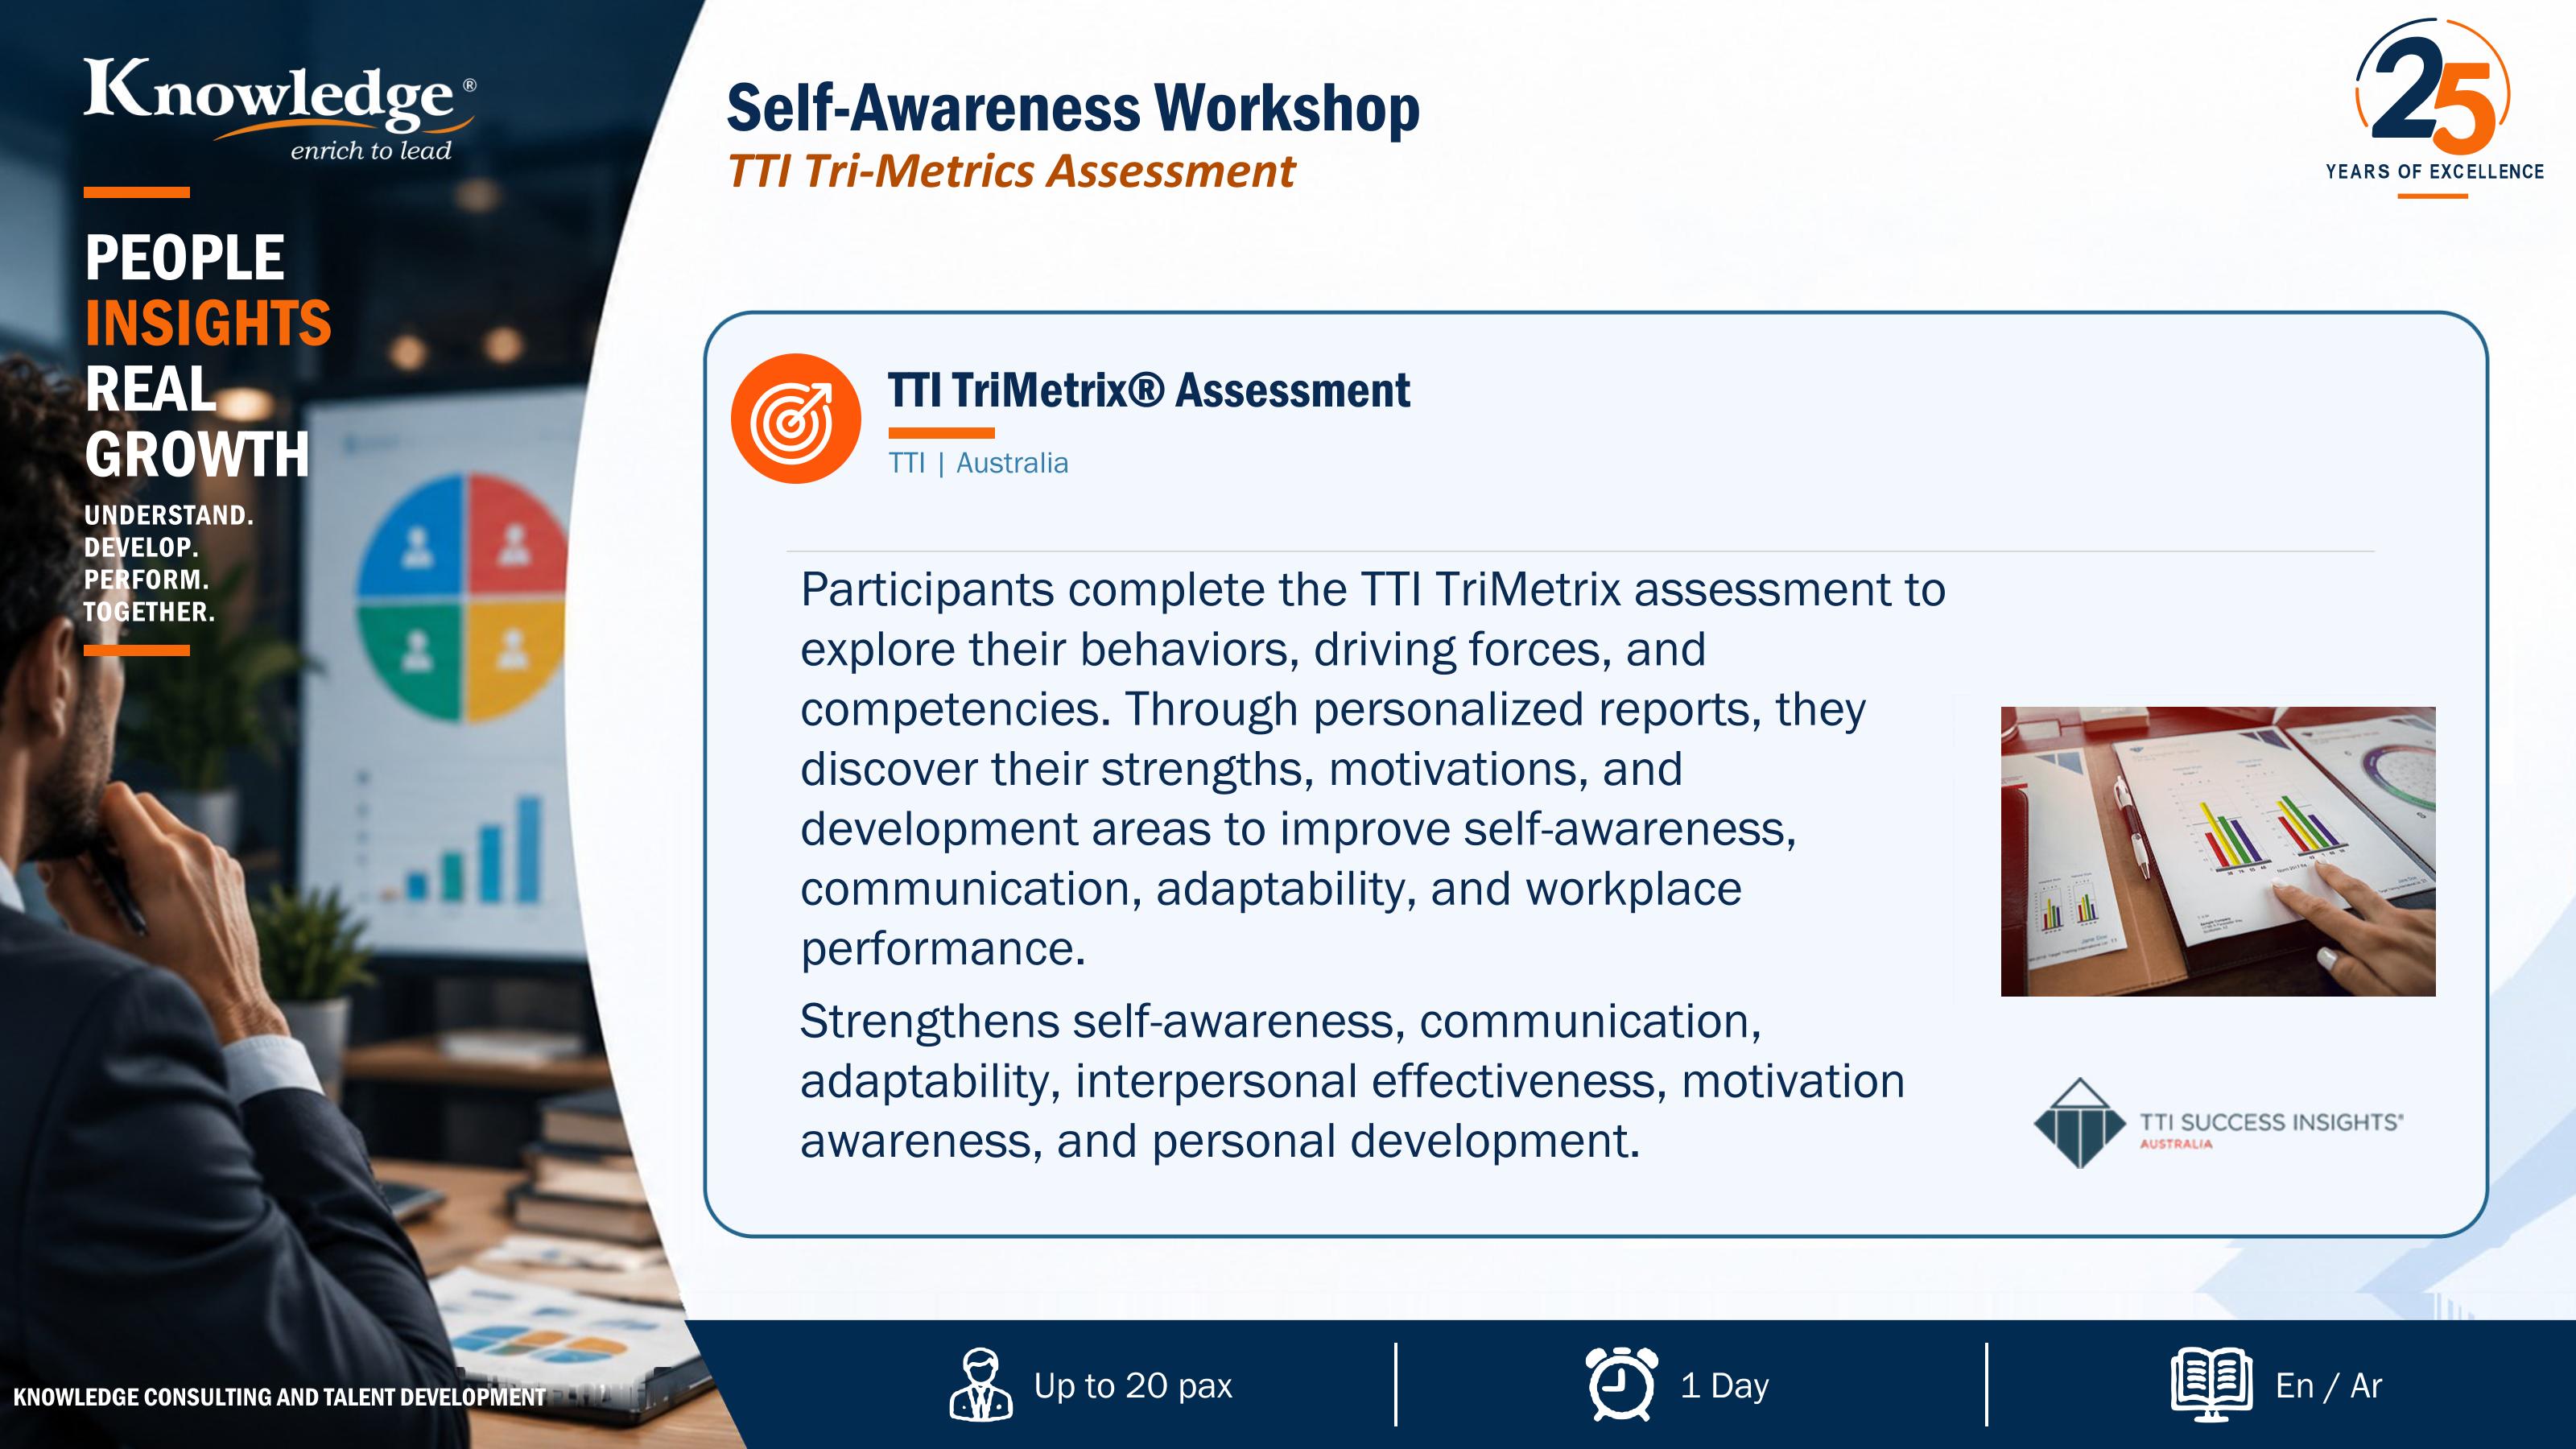 Knowledge®
enrich to lead
PEOPLE
INSIGHTS
REAL
GROWTH
UNDERSTAND.
DEVELOP.
PERFORM.
TOGETHER.
KNOWLEDGE CONSULTING AND TALENT DEVELOPMENT
Self-Awareness Workshop
TTI Tri-Metrics Assessment
25
YEARS OF EXCELLENCE
TTI TriMetrix® Assessment
TTI | Australia
Participants complete the TTI TriMetrix assessment to
explore their behaviors, driving forces, and
competencies. Through personalized reports, they
discover their strengths, motivations, and
development areas to improve self-awareness,
communication, adaptability, and workplace
performance.
Strengthens self-awareness, communication,
adaptability, interpersonal effectiveness, motivation
awareness, and personal development.
TTI SUCCESS INSIGHTS®
AUSTRALIA
Up to 20 pax
1 Day
En / Ar